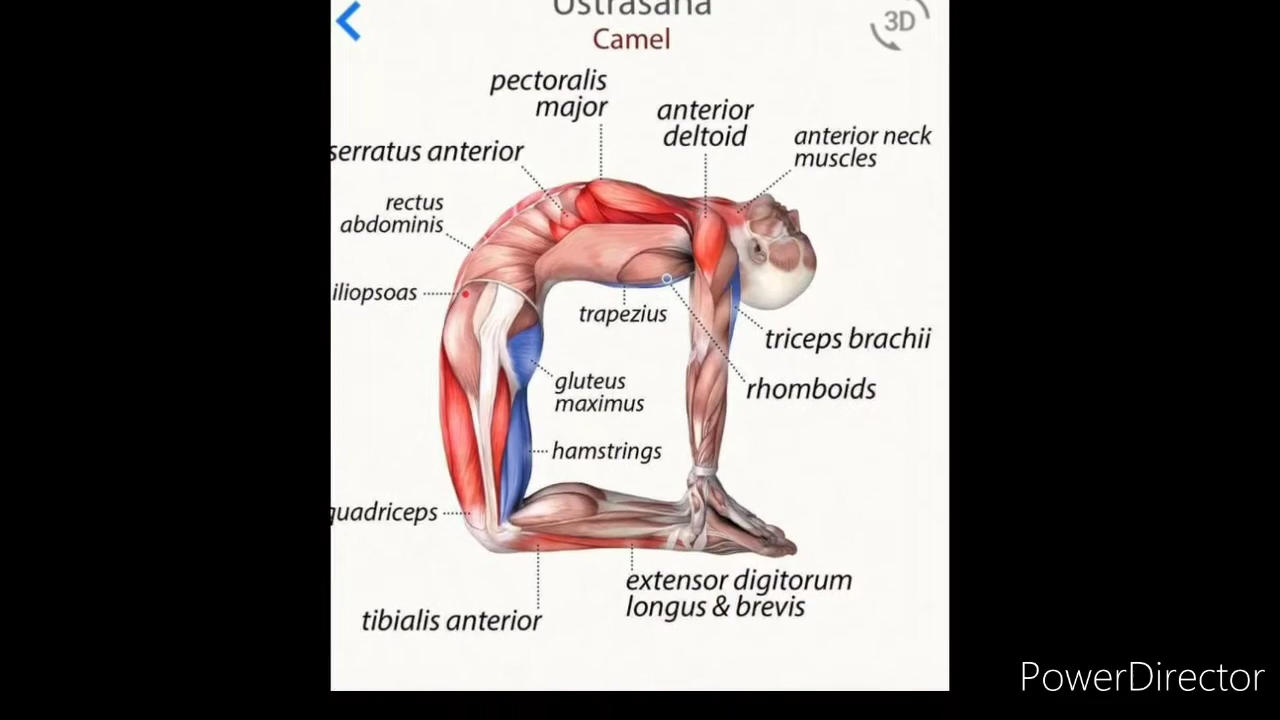 Ustrasana
3D
Camel
pectoralis
major
anterior
deltoid
anterior neck
muscles
serratus anterior
rectus
abdominis
iliopsoas
trapezius
triceps brachii
gluteus
maximus
rhomboids
hamstrings
quadriceps
extensor digitorum
longus & brevis
tibialis anterior
PowerDirector